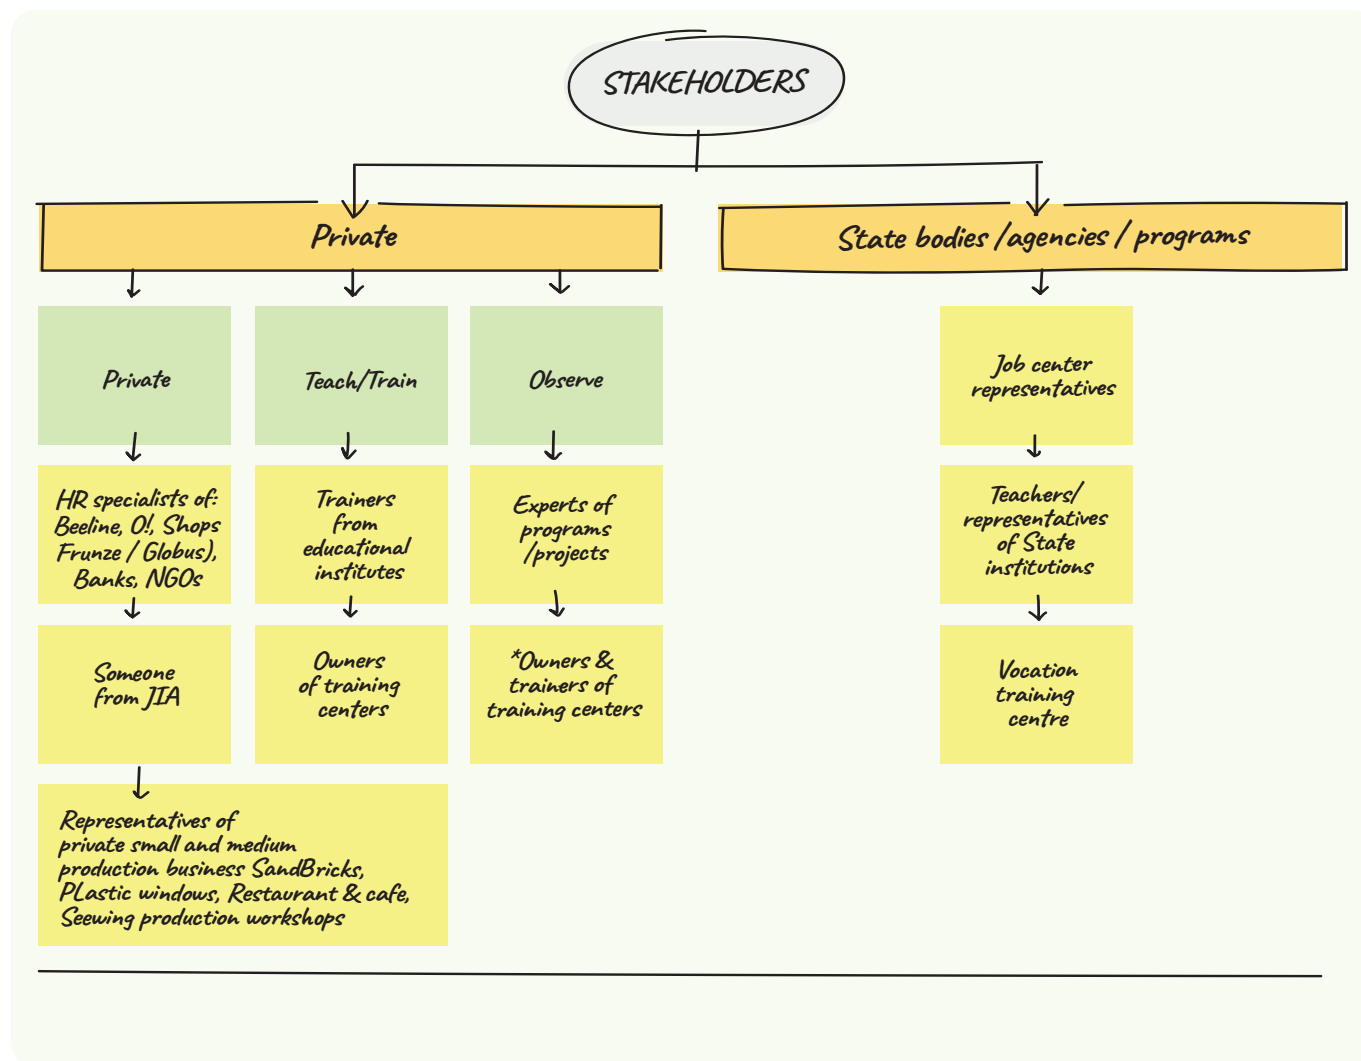 STAKEHOLDERS
Private
State bodies /agencies / programs
Private
Teach/Train
Observe
Job center
representatives
HR specialists of:
Beeline, O!, Shops
Frunze / Globus),
Banks, NGOs
Trainers
from
educational
institutes
Experts of
programs
/projects
Teachers/
representatives
of State
institutions
Someone
from JIA
Owners
of training
centers
*Owners &
trainers of
training centers
Vocation
training
centre
Representatives of
private small and medium
production business SandBricks,
PLastic windows, Restaurant & cafe,
Seewing production workshops